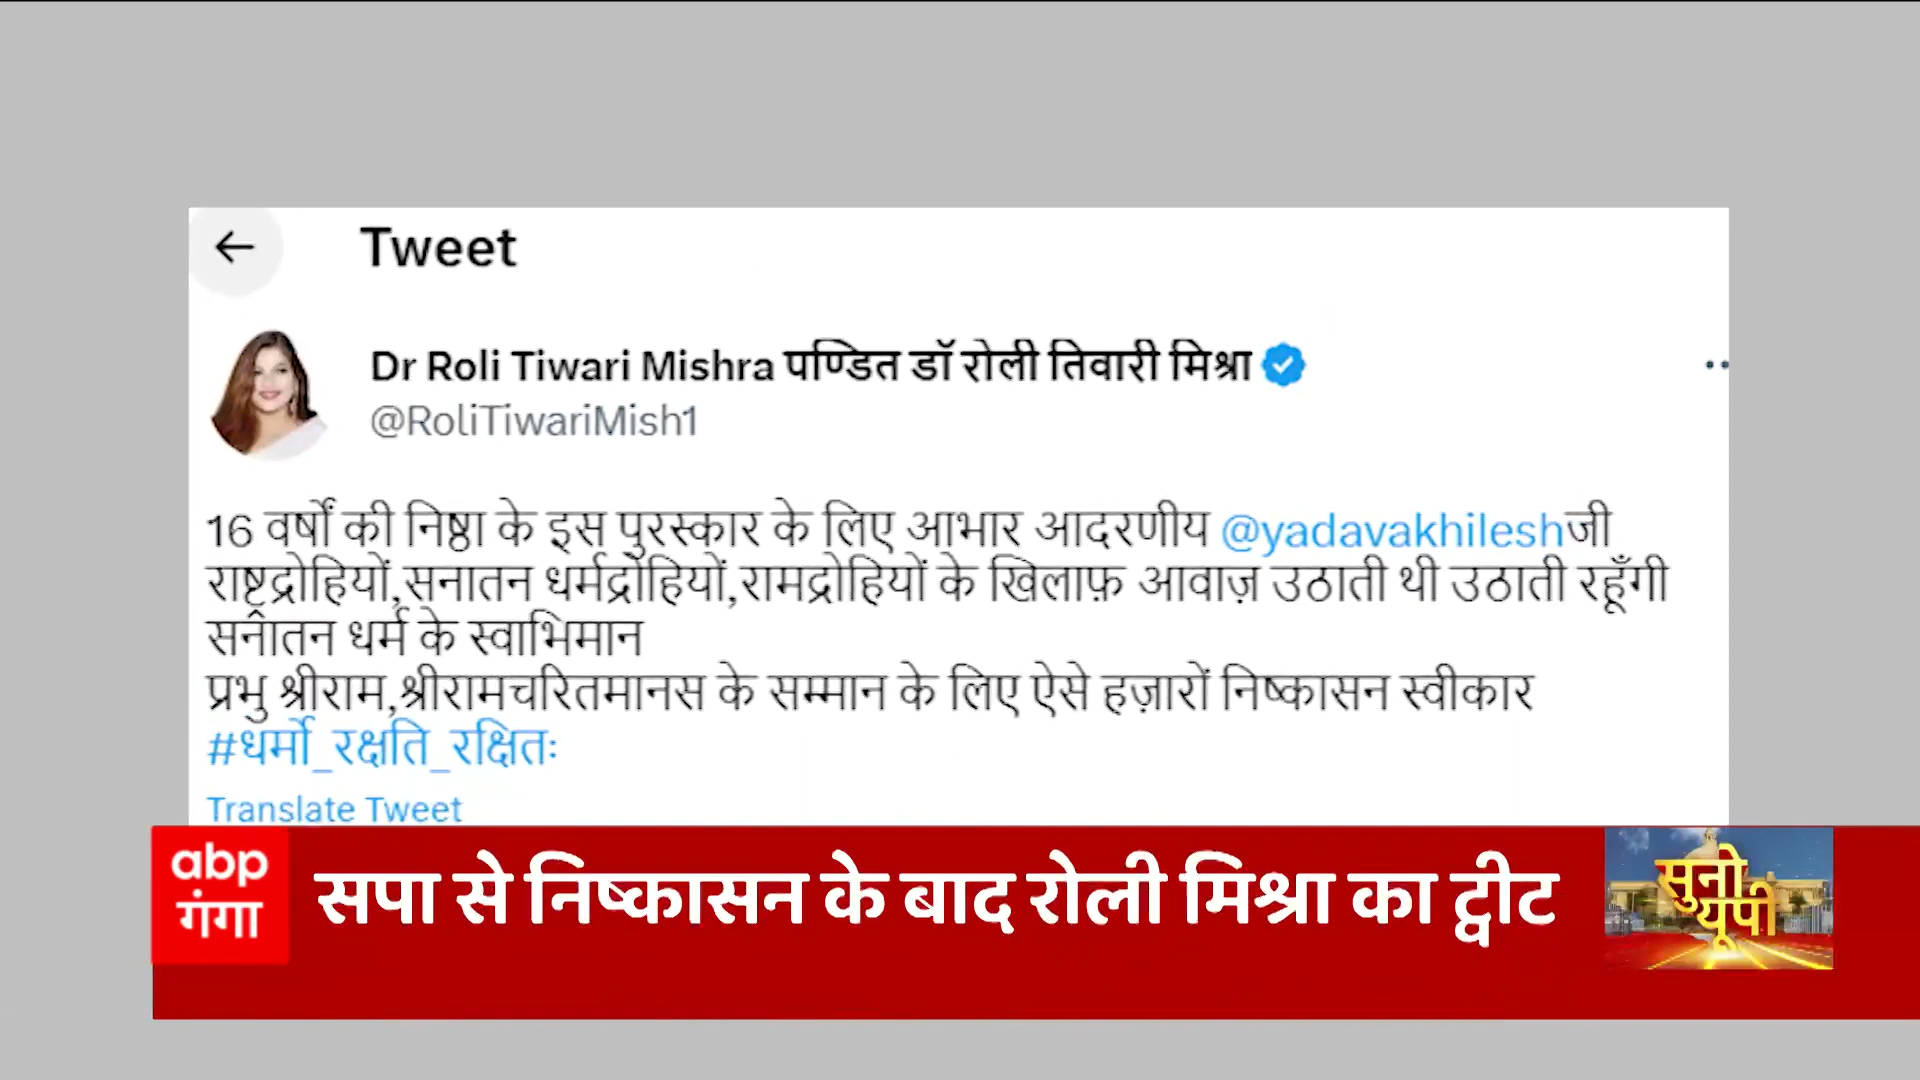 Tweet
Dr Roli Tiwari Mishra पण्डित डॉ रोली तिवारी मिश्रा
@RoliTiwariMish1
16 वर्षों की निष्ठा के इस पुरस्कार के लिए आभार आदरणीय @yadavakhileshजी
राष्ट्रद्रोहियों,सनातन धर्मद्रोहियों,रामद्रोहियों के खिलाफ़ आवाज़ उठाती थी उठाती रहूँगी
सनातन धर्म के स्वाभिमान
प्रभु श्रीराम,श्रीरामचरितमानस के सम्मान के लिए ऐसे हज़ारों निष्कासन स्वीकार
#धर्मो_रक्षति_रक्षितः
Translate Tweet
abp
गंगा
सपा से निष्कासन के बाद रोली मिश्रा का ट्वीट
सुनो
यूपी